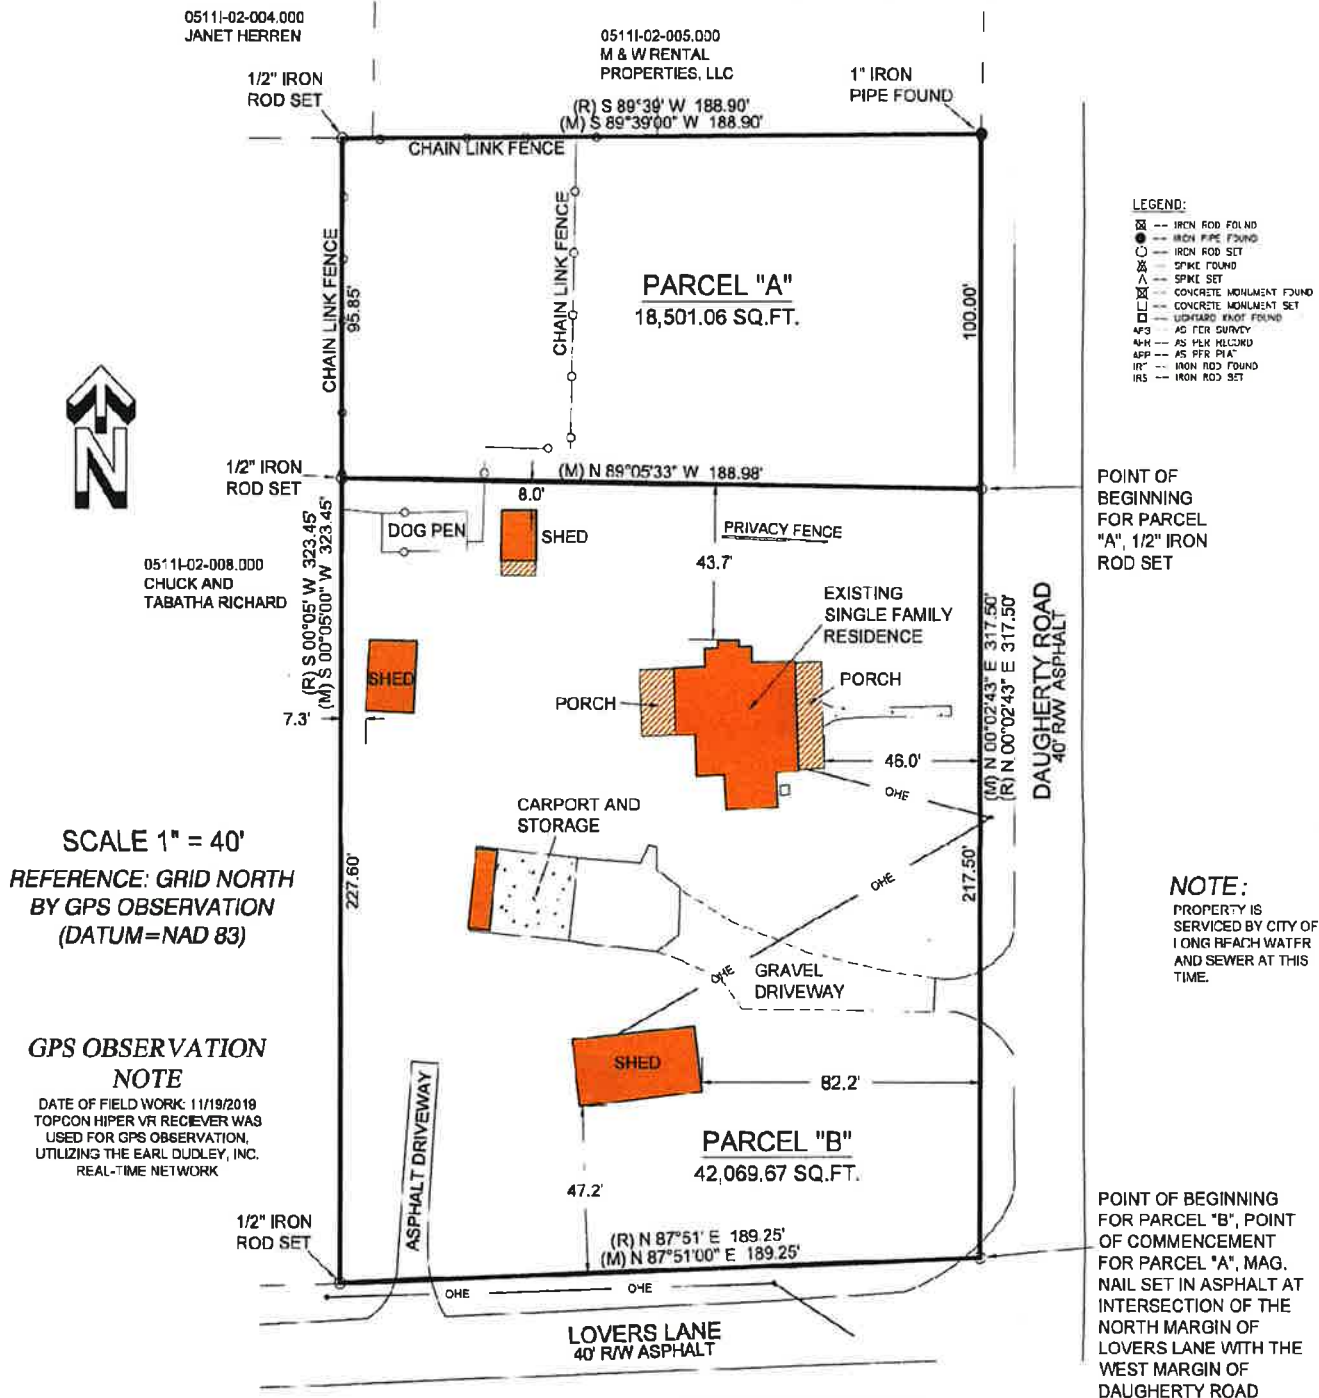 0511I-02-004.000
JANET HERREN
0511I-02-005.000
M & W RENTAL
PROPERTIES, LLC
1/2" IRON
ROD SET
1" IRON
PIPE FOUND
(R) S 89°39' W 188.90'
(M) S 89°39'00" W 188.90'
CHAIN LINK FENCE
CHAIN LINK FENCE
95.85'
CHAIN LINK FENCE
PARCEL "A"
18,501.06 SQ.FT.
100.00'
LEGEND:
-- IRON ROD FOUND
-- IRON PIPE FOUND
-- IRON ROD SET
SPIKE FOUND
-- SPIKE SET
CONCRETE MONUMENT FOUND
-- CONCRETE MONUMENT SET
-- LIGHTARD KNOT FOUND
APS -- AS PER SURVEY
APR -- AS PER RECORD
APP -- AS PER PLAT
IRF -- IRON ROD FOUND
IRS -- IRON ROD SET
N
1/2" IRON
ROD SET
(M) N 89°05'33" W 188.98'
POINT OF
BEGINNING
FOR PARCEL
"A", 1/2" IRON
ROD SET
8.0'
DOG PEN
SHED
PRIVACY FENCE
43.7'
0511I-02-008.000
CHUCK AND
TABATHA RICHARD
(R) S 00°05' W 323.45'
(M) S 00°05'00" W 323.45'
EXISTING
SINGLE FAMILY
RESIDENCE
SHED
7.3'
PORCH
PORCH
46.0'
OHE
(M) N 00°02'43" E 317.50'
(R) N 00°02'43" E 317.50'
DAUGHERTY ROAD
40' R/W ASPHALT
CARPORT AND
STORAGE
SCALE 1" = 40'
REFERENCE: GRID NORTH
BY GPS OBSERVATION
(DATUM=NAD 83)
227.60'
OHE
217.50'
NOTE:
PROPERTY IS
SERVICED BY CITY OF
LONG BEACH WATER
AND SEWER AT THIS
TIME.
OHE
GRAVEL
DRIVEWAY
GPS OBSERVATION
NOTE
DATE OF FIELD WORK: 11/19/2019
TOPCON HIPER VR RECIEVER WAS
USED FOR GPS OBSERVATION,
UTILIZING THE EARL DUDLEY, INC.
REAL-TIME NETWORK
SHED
82.2'
ASPHALT DRIVEWAY
PARCEL "B"
42,069.67 SQ.FT.
47.2'
1/2" IRON
ROD SET
(R) N 87°51' E 189.25'
(M) N 87°51'00" E 189.25'
OHE
OHE
LOVERS LANE
40' R/W ASPHALT
POINT OF BEGINNING
FOR PARCEL "B", POINT
OF COMMENCEMENT
FOR PARCEL "A", MAG.
NAIL SET IN ASPHALT AT
INTERSECTION OF THE
NORTH MARGIN OF
LOVERS LANE WITH THE
WEST MARGIN OF
DAUGHERTY ROAD